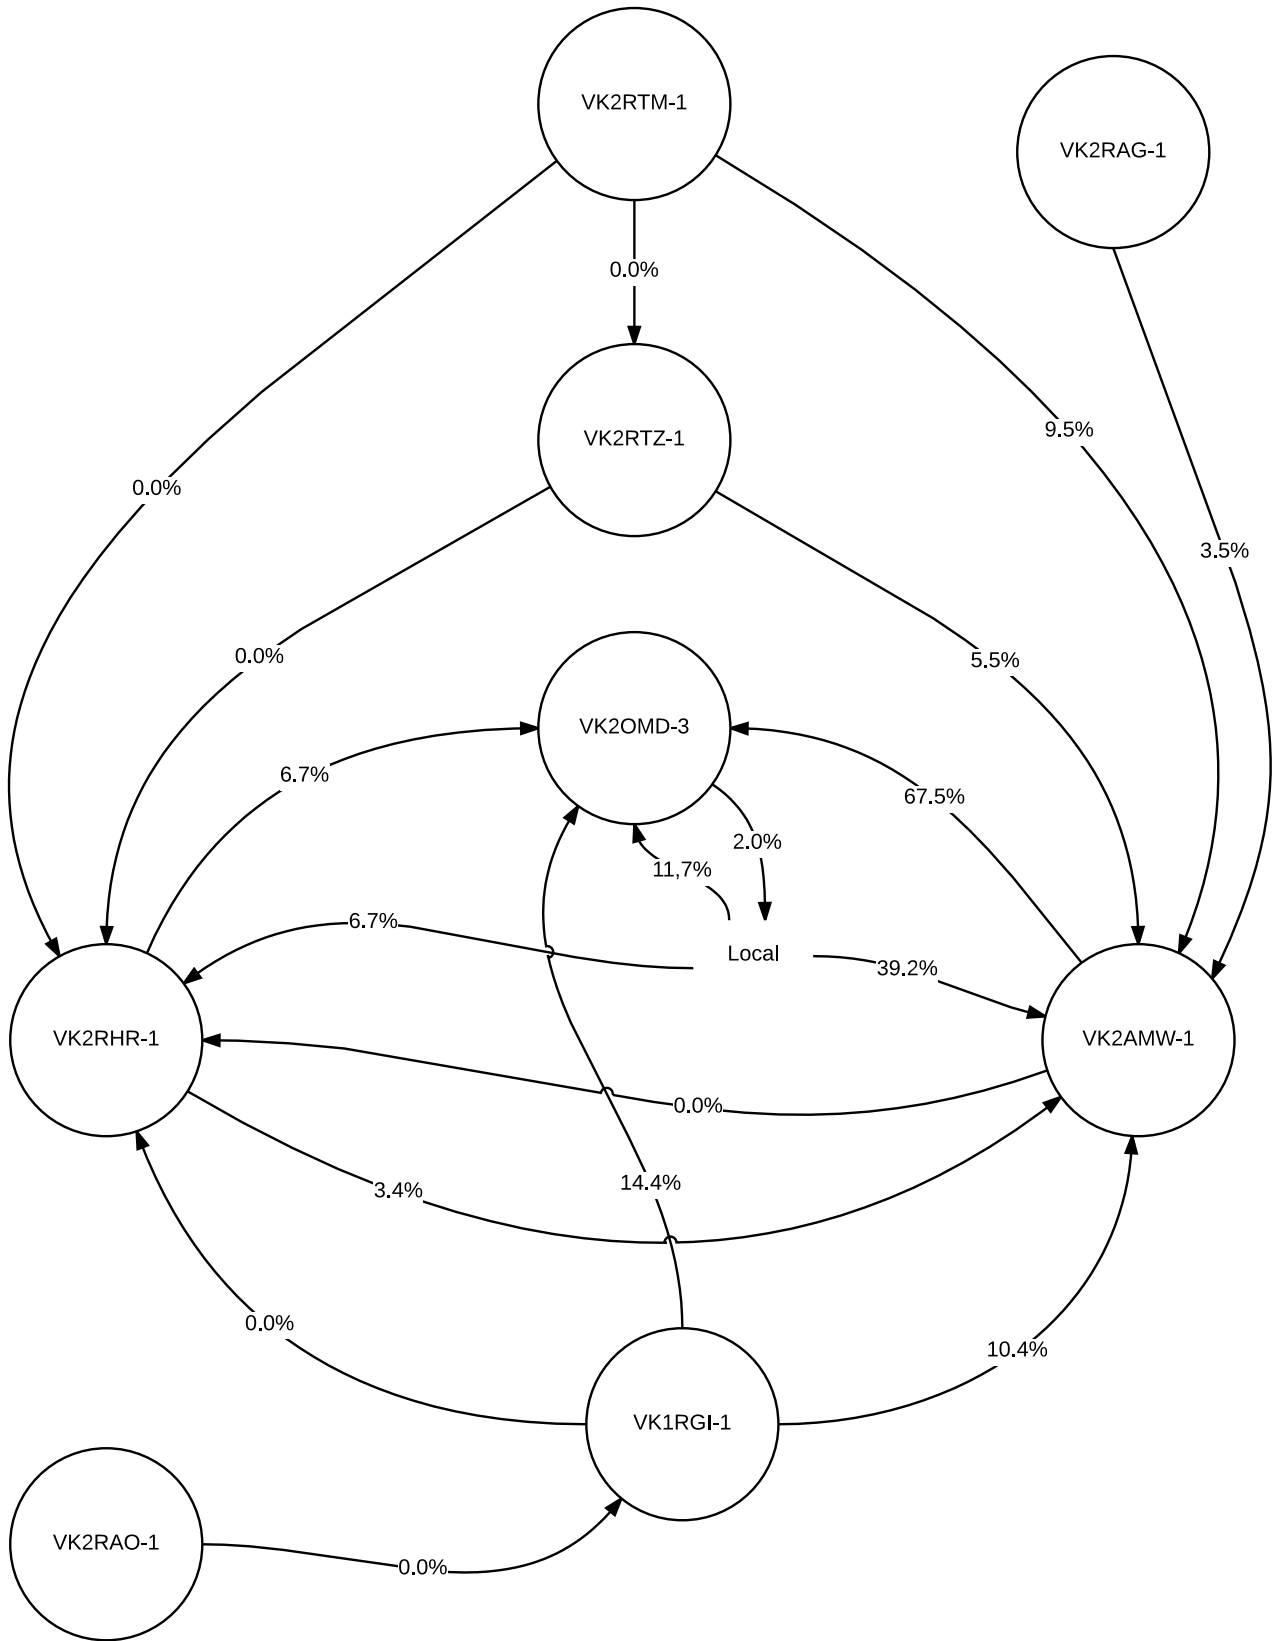 VK2RTM-1
VK2RAG-1
0.0%
VK2RTZ-1
9.5%
0.0%
3.5%
0.0%
5.5%
VK2OMD-3
6.7%
67.5%
2.0%
11,7%
6.7%
Local
39.2%
VK2RHR-1
VK2AMW-1
0.0%
14.4%
3.4%
0.0%
10.4%
VK1RGI-1
VK2RAO-1
0.0%